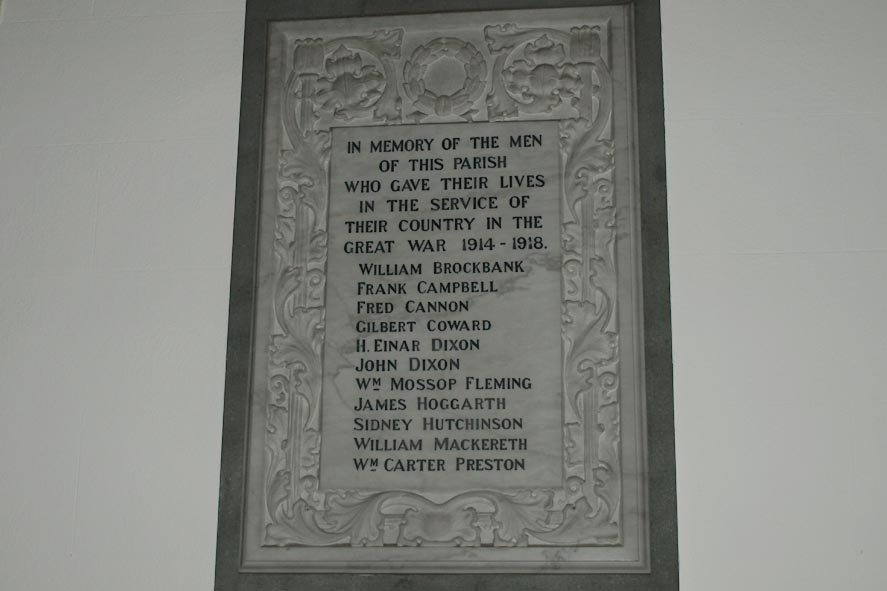 IN MEMORY OF THE MEN
OF THIS PARISH
WHO GAVE THEIR LIVES
IN THE SERVICE OF
THEIR COUNTRY IN THE
GREAT WAR 1914 - 1918.
WILLIAM BROCKBANK
FRANK CAMPBELL
FRED CANNON
GILBERT COWARD
H. EINAR DIXON
JOHN DIXON
WM MOSSOP FLEMING
JAMES HOGGARTH
SIDNEY HUTCHINSON
WILLIAM MACKERETH
WM CARTER PRESTON